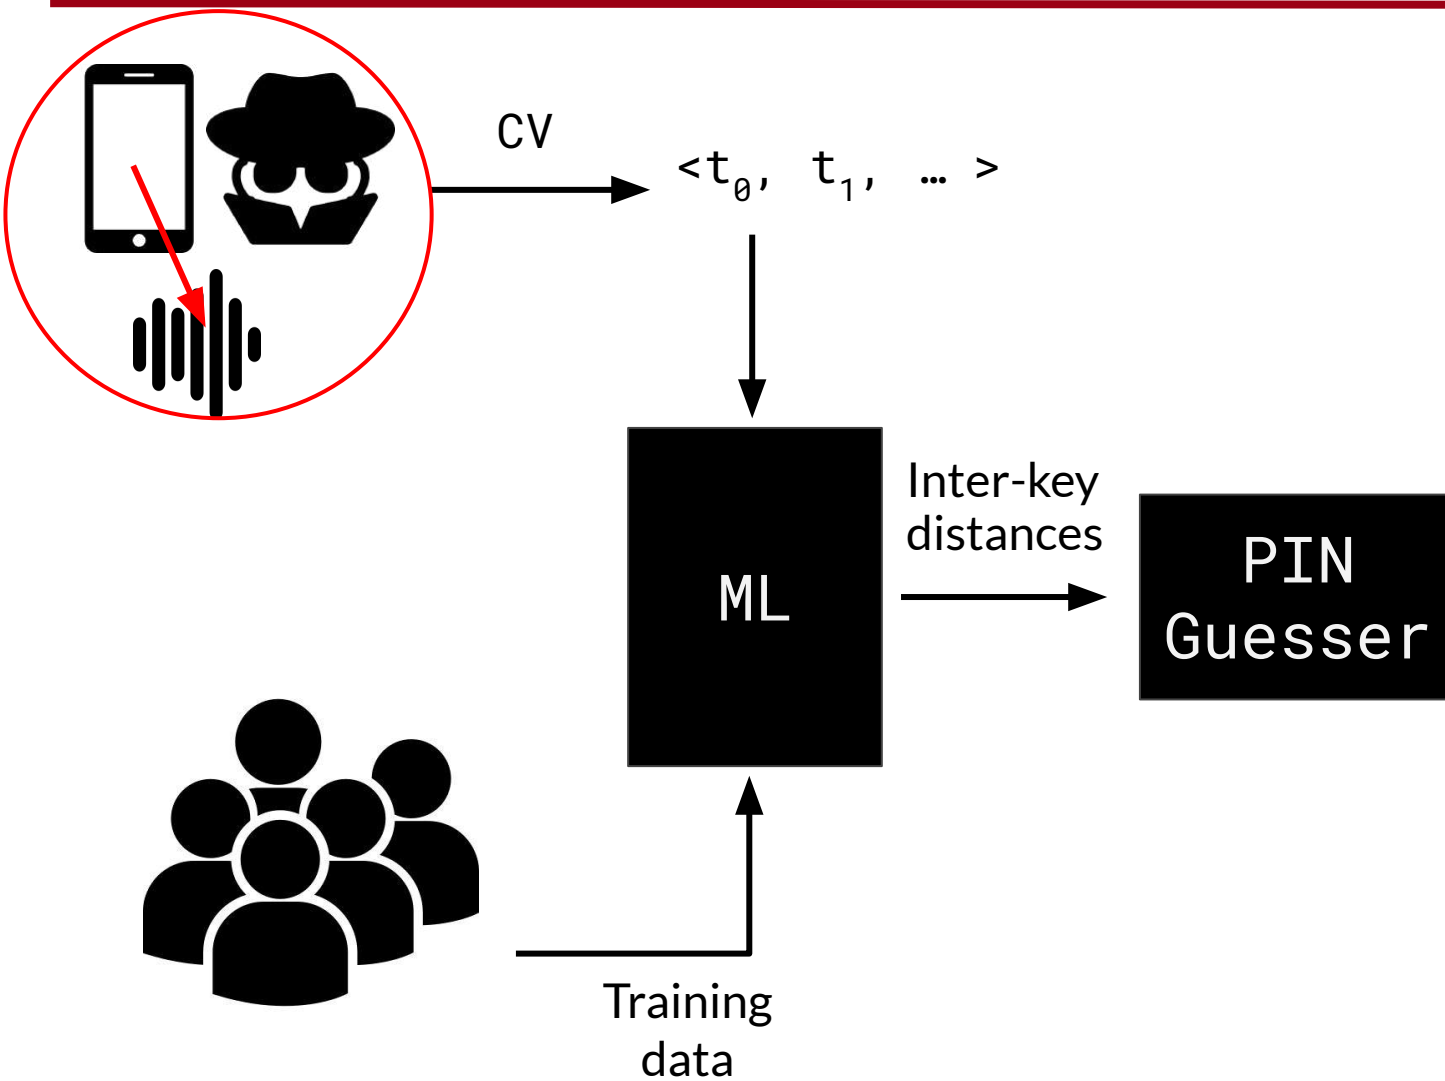 CV
<t₀, t₁, … >
Inter-key
distances
ML
PIN
Guesser
Training
data